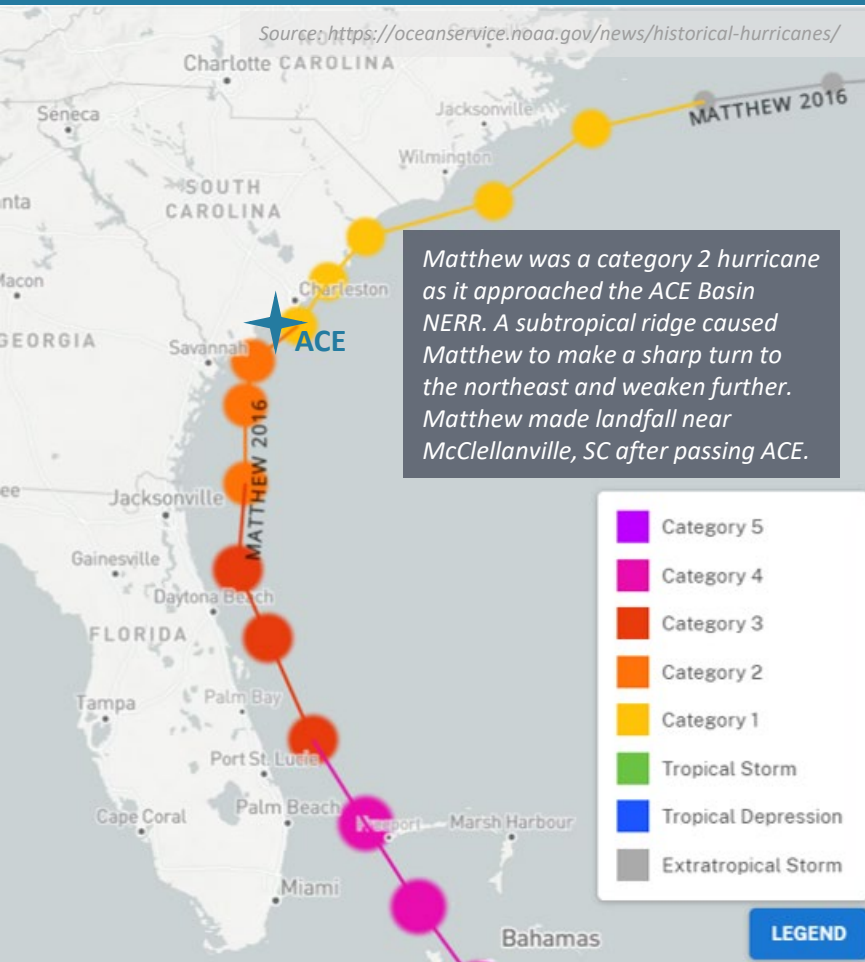 Source: https://oceanservice.noaa.gov/news/historical-hurricanes/
NORTH
CAROLINA
Charlotte
Seneca
Jacksonville
MATTHEW 2016
Wilmington
SOUTH
CAROLINA
nta
Macon
Charleston
GEORGIA
Savannah
ACE
Matthew was a category 2 hurricane
as it approached the ACE Basin
NERR. A subtropical ridge caused
Matthew to make a sharp turn to
the northeast and weaken further.
Matthew made landfall near
McClellanville, SC after passing ACE.
MATTHEW 2016
ee
Jacksonville
Gainesville
Daytona Beach
FLORIDA
Tampa
Palm Bay
Port St. Lucie
Cape Coral
Palm Beach
Freeport
Marsh Harbour
Miami
Bahamas
Category 5
Category 4
Category 3
Category 2
Category 1
Tropical Storm
Tropical Depression
Extratropical Storm
LEGEND